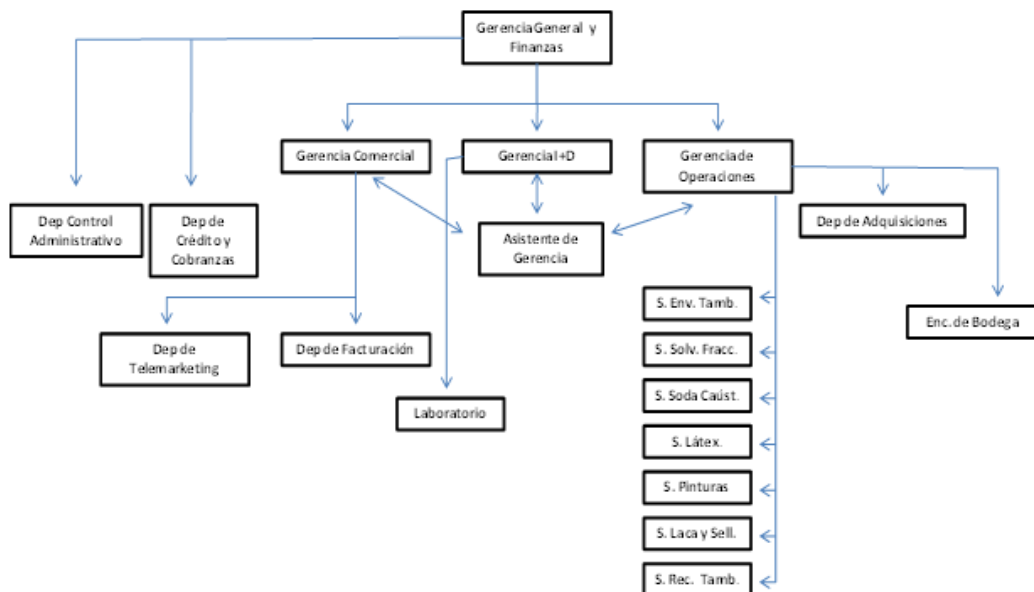 Gerencia General y
Finanzas
Gerencia Comercial
Gerencia I+D
Gerencia de
Operaciones
Dep Control
Administrativo
Dep de
Crédito y
Cobranzas
Asistente de
Gerencia
Dep de Adquisiciones
S. Env. Tamb.
Enc. de Bodega
Dep de
Telemarketing
Dep de Facturación
S. Solv. Fracc.
Laboratorio
S. Soda Caúst.
S. Látex.
S. Pinturas
S. Laca y Sell.
S. Rec. Tamb.